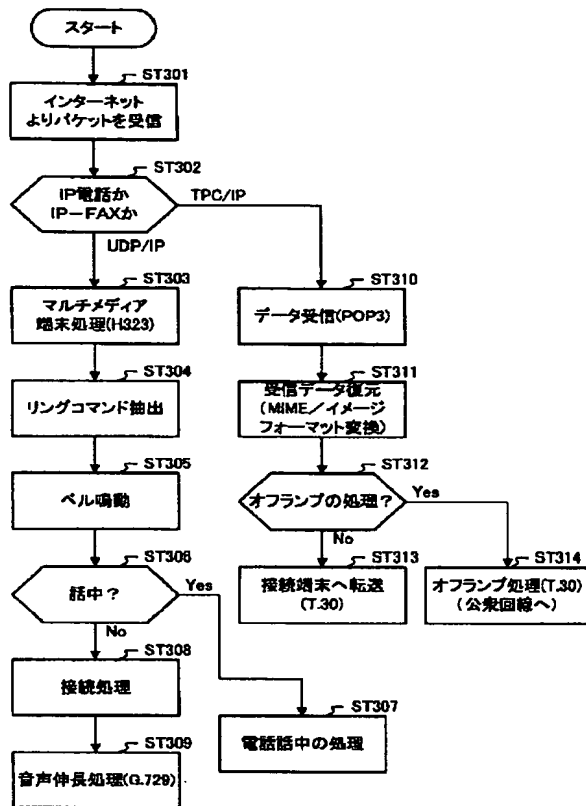 スタート
ST301
インターネット
よりパケットを受信
ST302
IP電話か
IP-FAXか
TPC/IP
UDP/IP
ST303
マルチメディア
端末処理(H323)
ST304
リングコマンド抽出
ST305
ベル鳴動
ST306
話中?
Yes
No
ST308
接続処理
ST309
音声伸長処理(G.729)
ST307
電話話中の処理
ST310
データ受信(POP3)
ST311
受信データ復元
(MIME/イメージ
フォーマット変換)
ST312
オフランプの処理?
Yes
No
ST313
接続端末へ転送
(T.30)
ST314
オフランプ処理(T.30)
(公衆回線へ)